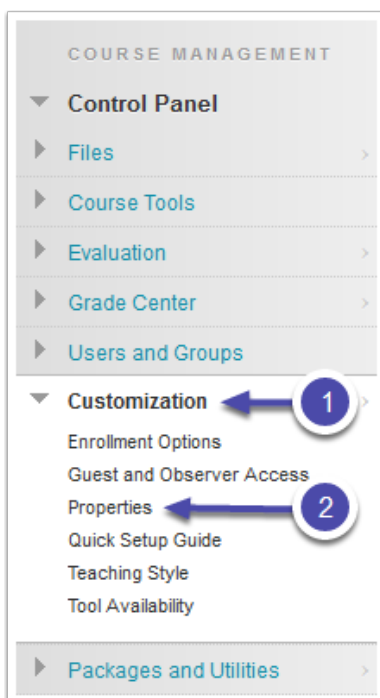 COURSE MANAGEMENT
Control Panel
Files
Course Tools
Evaluation
Grade Center
Users and Groups
Customization 1
Enrollment Options
Guest and Observer Access
Properties 2
Quick Setup Guide
Teaching Style
Tool Availability
Packages and Utilities